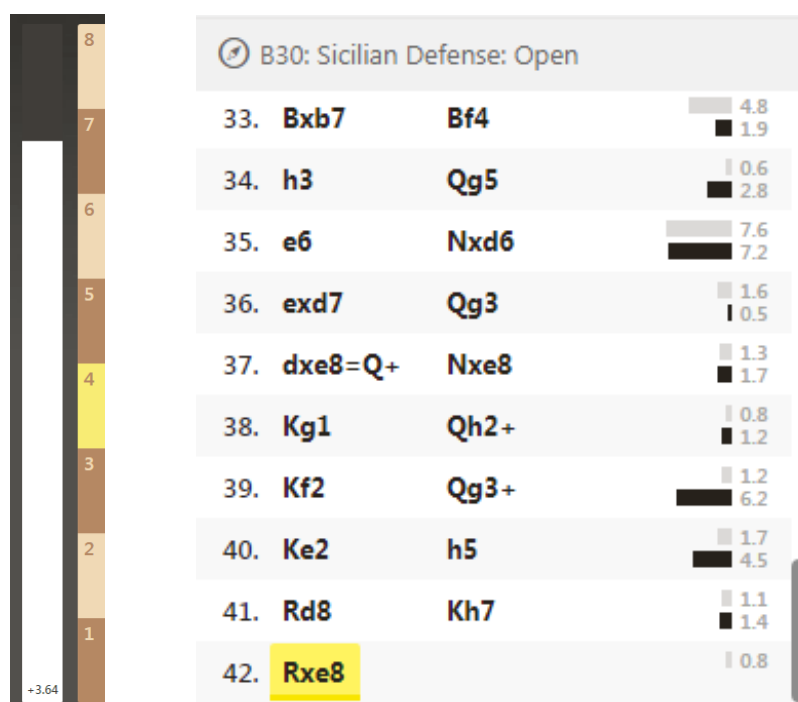 8
7
6
5
4
3
2
1
+3.64
B30: Sicilian Defense: Open
33. Bxb7 Bf4 4.8
1.9
34. h3 Qg5 0.6
2.8
35. e6 Nxd6 7.6
7.2
36. exd7 Qg3 1.6
0.5
37. dxe8=Q+ Nxe8 1.3
1.7
38. Kg1 Qh2+ 0.8
1.2
39. Kf2 Qg3+ 1.2
6.2
40. Ke2 h5 1.7
4.5
41. Rd8 Kh7 1.1
1.4
42. Rxe8 0.8